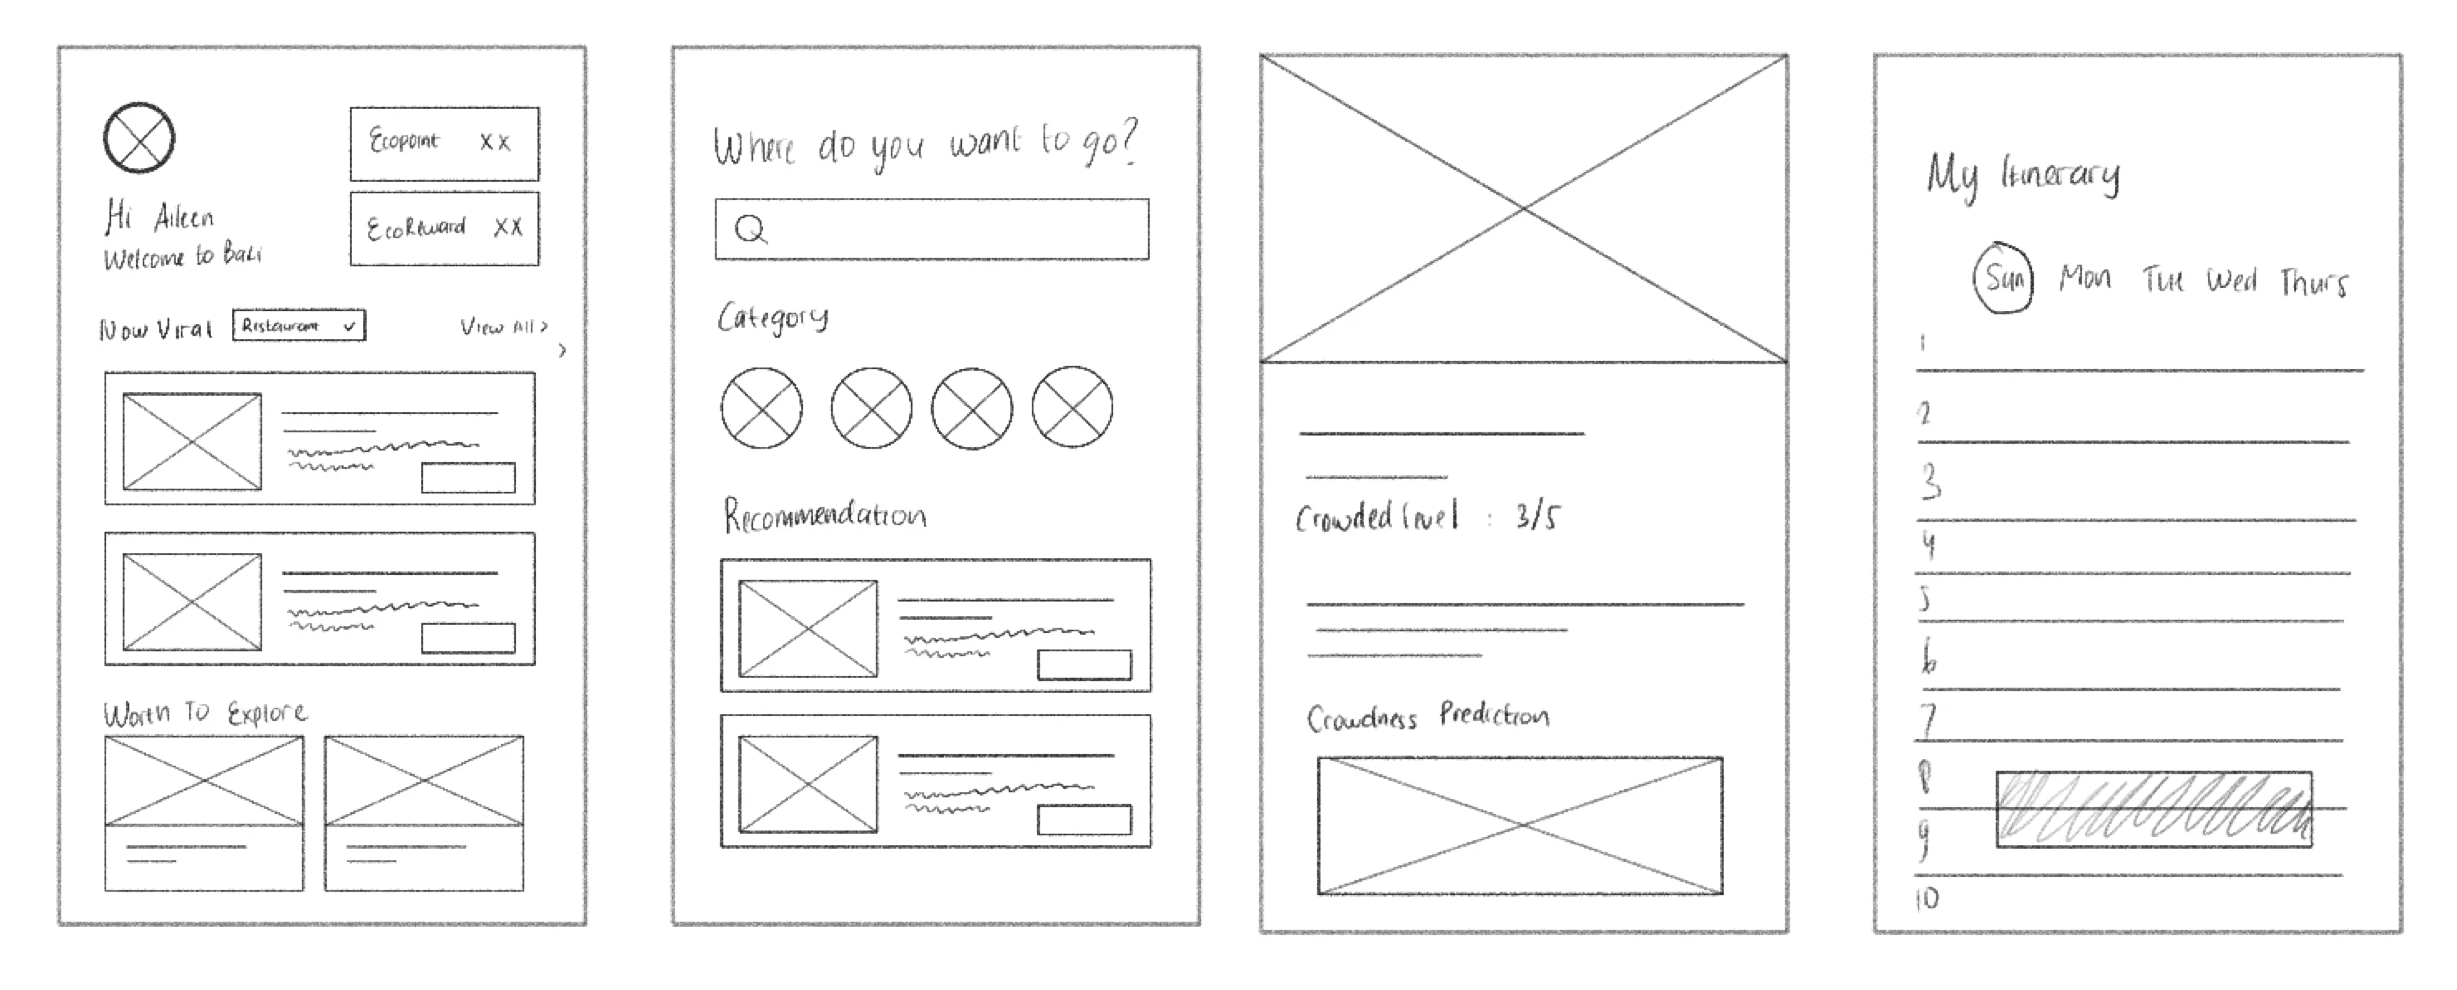 Ecopoint XX
EcoReward XX
Hi Aileen
Welcome to Bali
Now Viral Restaurant View All >
>
Worth To Explore
Where do you want to go?
Category
Recommendation
Crowded level : 3/5
Crowdness Prediction
My Itinerary
Sun Mon Tue Wed Thurs
1
2
3
4
5
6
7
8
9
10